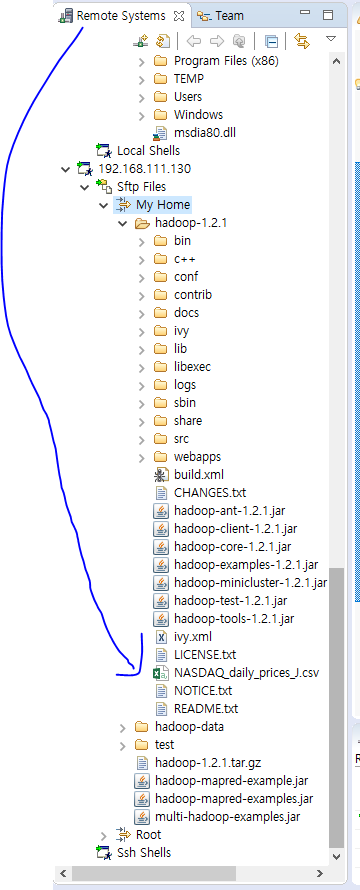 Remote Systems Team
Program Files (x86)
TEMP
Users
Windows
msdia80.dll
Local Shells
192.168.111.130
Sftp Files
My Home
hadoop-1.2.1
bin
c++
conf
contrib
docs
ivy
lib
libexec
logs
sbin
share
src
webapps
build.xml
CHANGES.txt
hadoop-ant-1.2.1.jar
hadoop-client-1.2.1.jar
hadoop-core-1.2.1.jar
hadoop-examples-1.2.1.jar
hadoop-minicluster-1.2.1.jar
hadoop-test-1.2.1.jar
hadoop-tools-1.2.1.jar
ivy.xml
LICENSE.txt
NASDAQ_daily_prices_J.csv
NOTICE.txt
README.txt
hadoop-data
test
hadoop-1.2.1.tar.gz
hadoop-mapred-example.jar
hadoop-mapred-examples.jar
multi-hadoop-examples.jar
Root
Ssh Shells